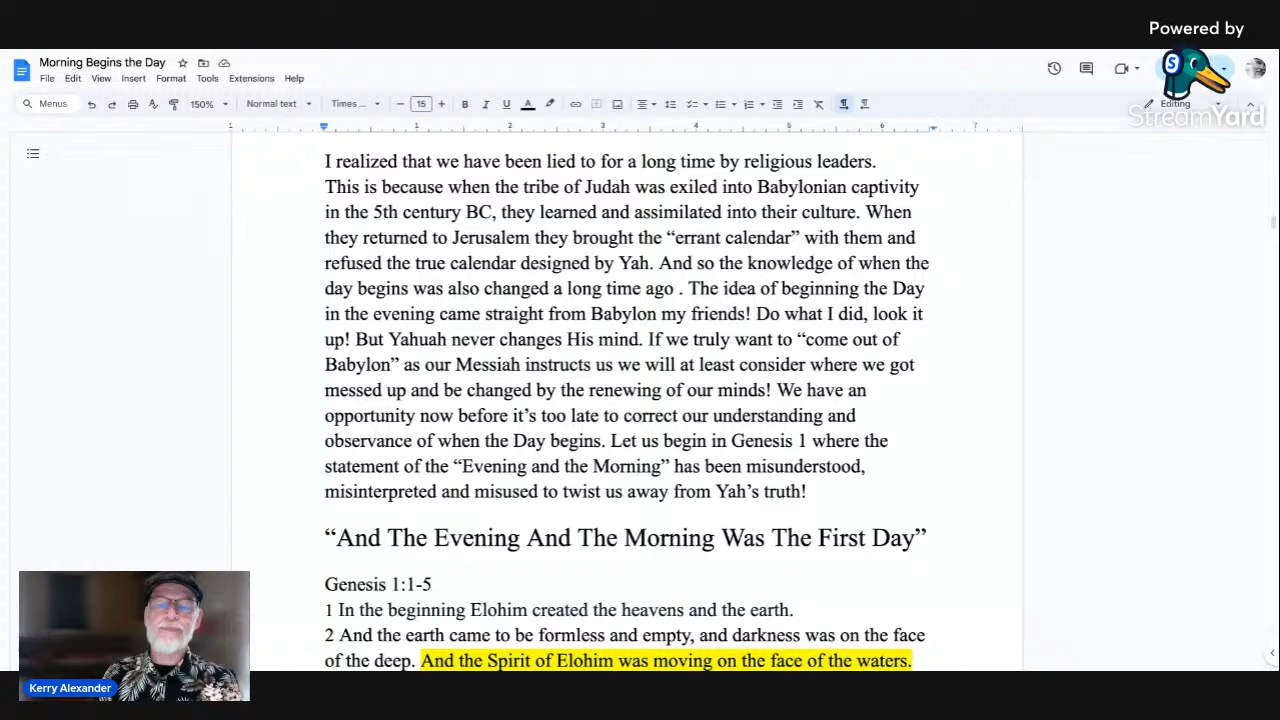 Powered by
StreamYard
Morning Begins the Day
File Edit View Insert Format Tools Extensions Help
Menus 150% Normal text Times ... 15 Editing
1 1 2 3 4 5 6 7
I realized that we have been lied to for a long time by religious leaders.
This is because when the tribe of Judah was exiled into Babylonian captivity
in the 5th century BC, they learned and assimilated into their culture. When
they returned to Jerusalem they brought the “errant calendar” with them and
refused the true calendar designed by Yah. And so the knowledge of when the
day begins was also changed a long time ago . The idea of beginning the Day
in the evening came straight from Babylon my friends! Do what I did, look it
up! But Yahuah never changes His mind. If we truly want to “come out of
Babylon” as our Messiah instructs us we will at least consider where we got
messed up and be changed by the renewing of our minds! We have an
opportunity now before it’s too late to correct our understanding and
observance of when the Day begins. Let us begin in Genesis 1 where the
statement of the “Evening and the Morning” has been misunderstood,
misinterpreted and misused to twist us away from Yah’s truth!
“And The Evening And The Morning Was The First Day”
Genesis 1:1-5
1 In the beginning Elohim created the heavens and the earth.
2 And the earth came to be formless and empty, and darkness was on the face
of the deep. And the Spirit of Elohim was moving on the face of the waters.
Kerry Alexander